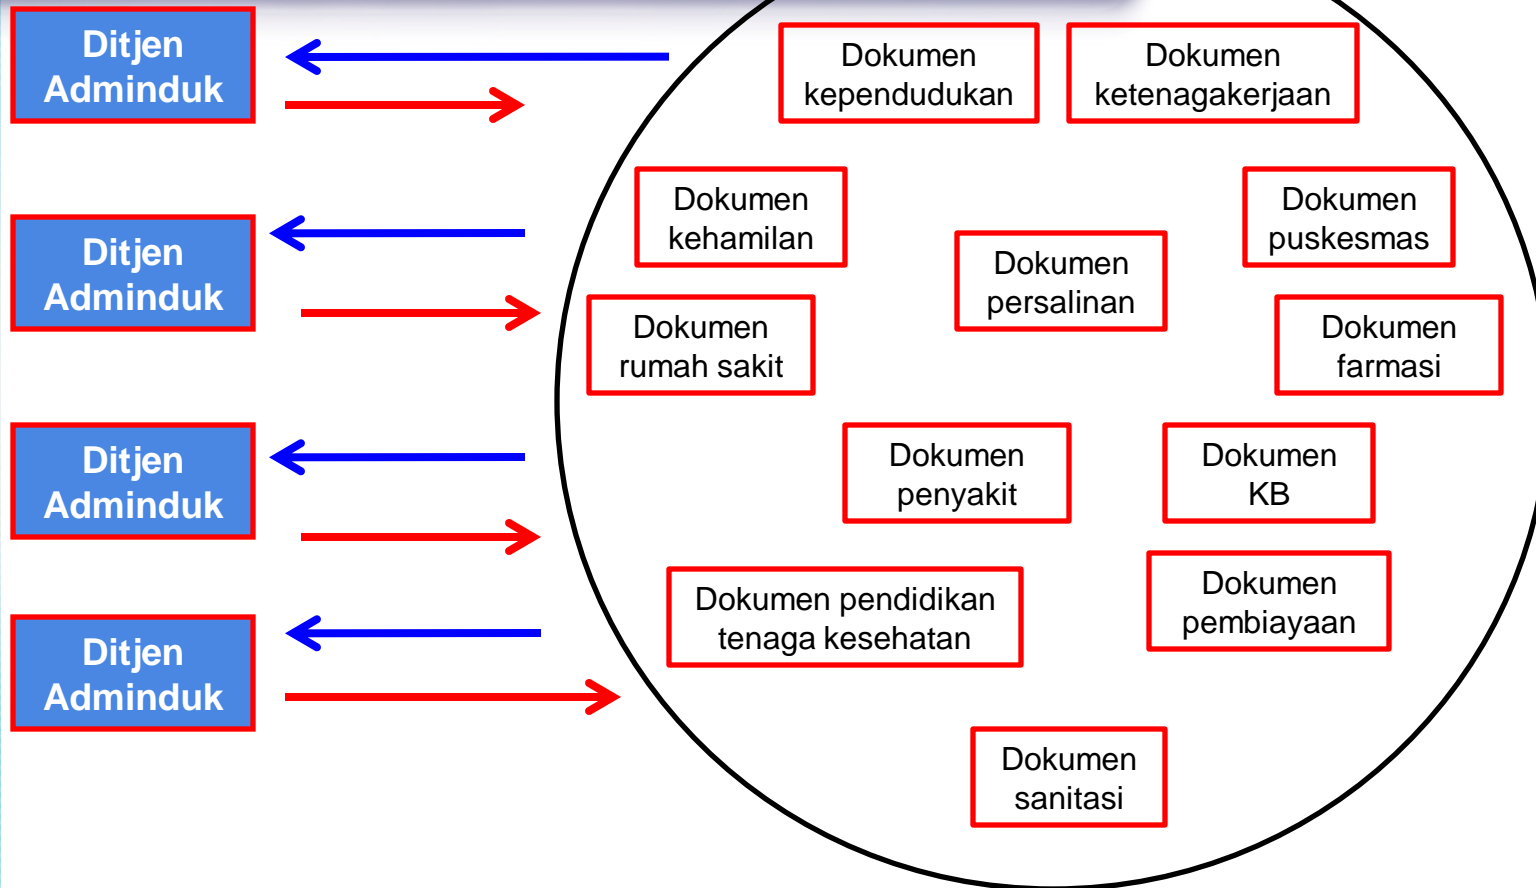 Ditjen
Adminduk
Dokumen
kependudukan
Dokumen
ketenagakerjaan
Ditjen
Adminduk
Dokumen
kehamilan
Dokumen
persalinan
Dokumen
puskesmas
Dokumen
rumah sakit
Dokumen
farmasi
Ditjen
Adminduk
Dokumen
penyakit
Dokumen
KB
Ditjen
Adminduk
Dokumen pendidikan
tenaga kesehatan
Dokumen
pembiayaan
Dokumen
sanitasi